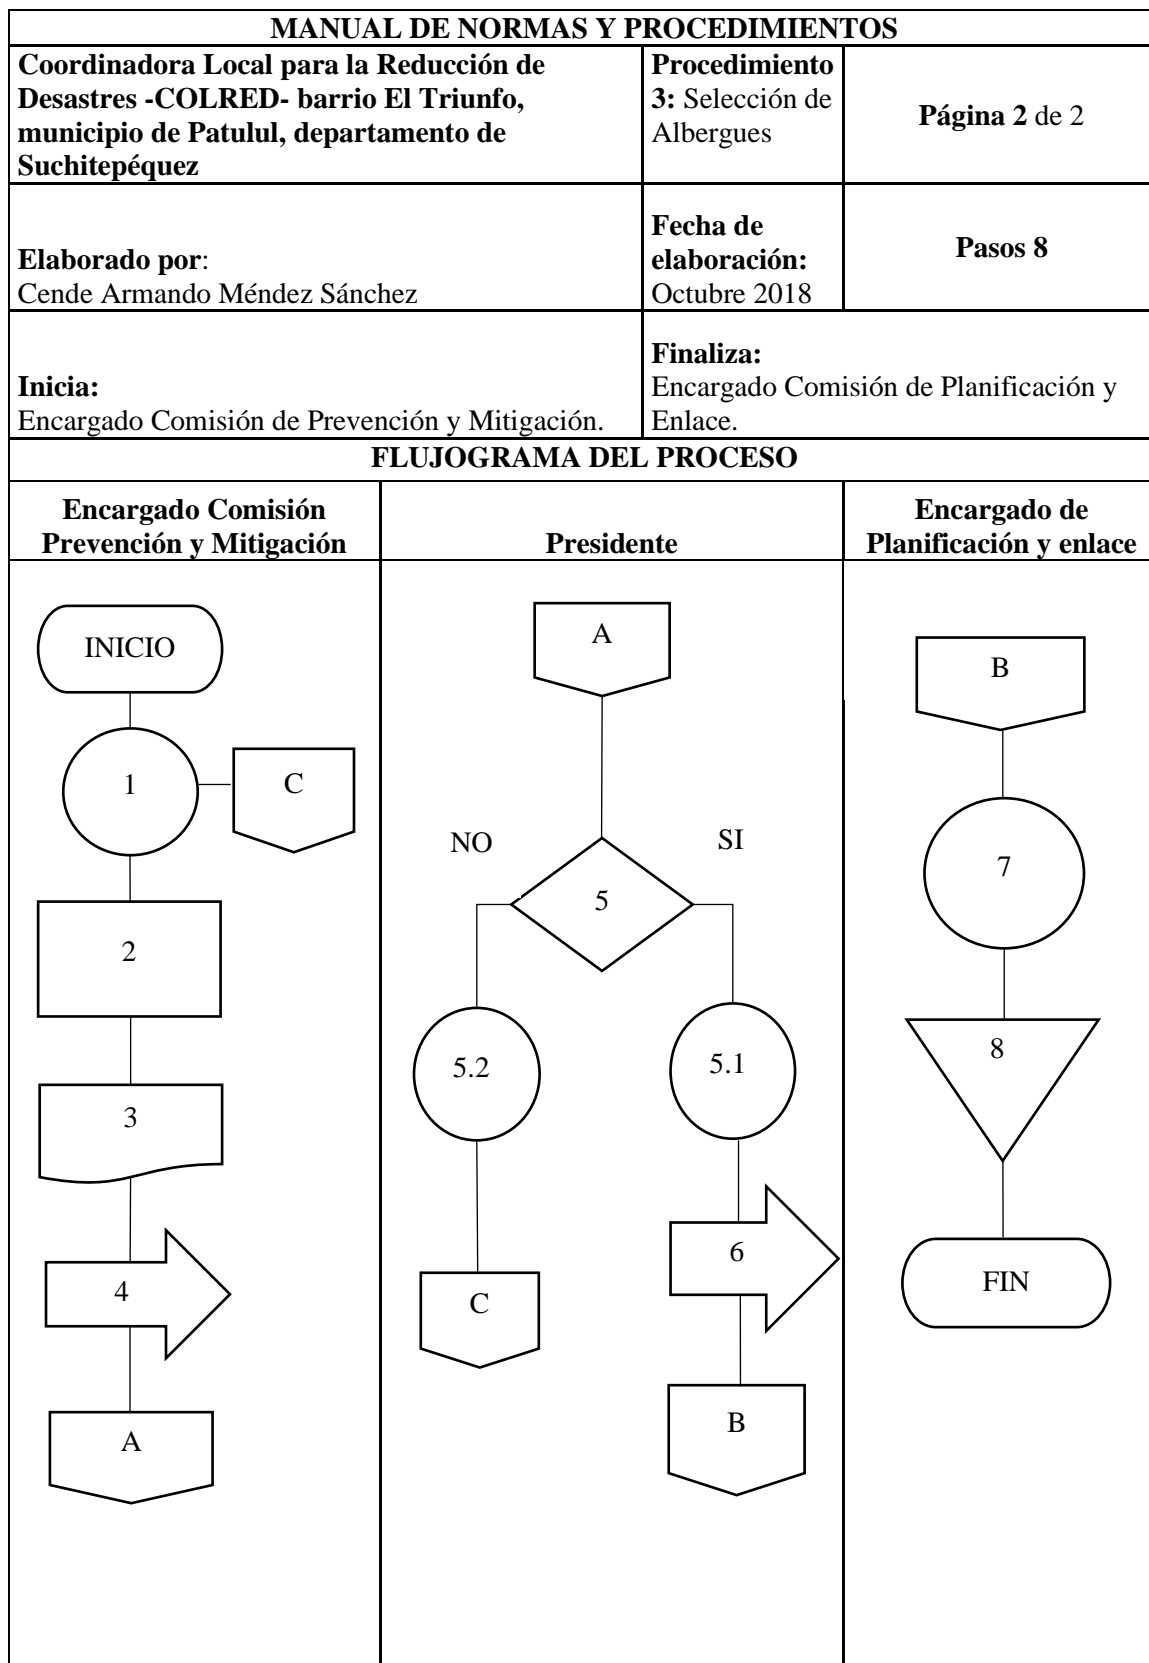 MANUAL DE NORMAS Y PROCEDIMIENTOS
Coordinadora Local para la Reducción de
Desastres -COLRED- barrio El Triunfo,
municipio de Patulul, departamento de
Suchitepéquez
Procedimiento
3: Selección de
Albergues
Página 2 de 2
Elaborado por:
Cende Armando Méndez Sánchez
Fecha de
elaboración:
Octubre 2018
Pasos 8
Inicia:
Encargado Comisión de Prevención y Mitigación.
Finaliza:
Encargado Comisión de Planificación y
Enlace.
FLUJOGRAMA DEL PROCESO
Encargado Comisión
Prevención y Mitigación
Presidente
Encargado de
Planificación y enlace
INICIO
1
C
2
3
4
A
A
NO
SI
5
5.2
5.1
6
C
B
B
7
8
FIN